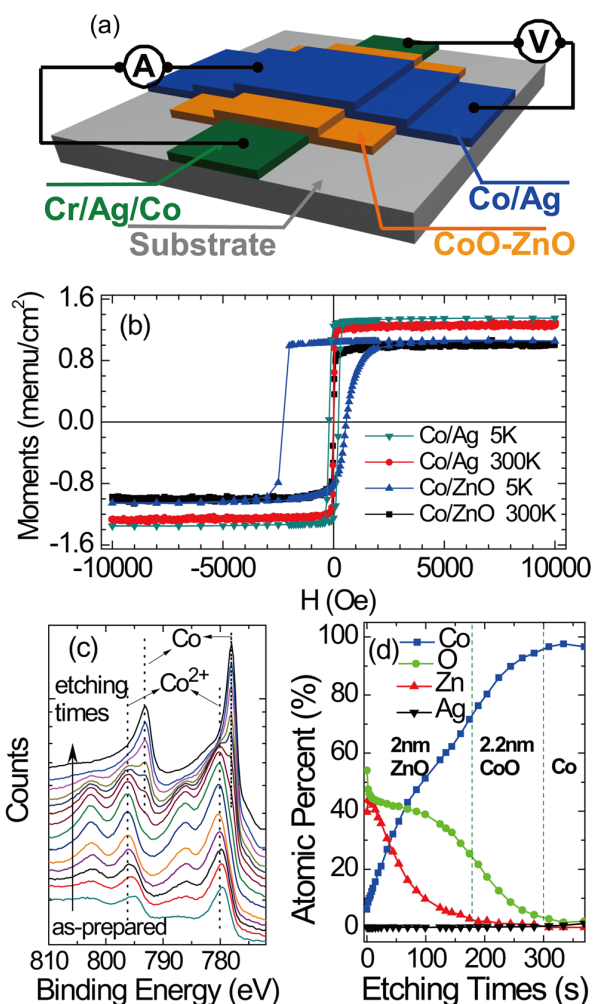 (a)
A
V
Cr/Ag/Co
Substrate
Co/Ag
CoO-ZnO
(b)
Moments (memu/cm²)
1.6
0.8
0.0
-0.8
-1.6
Co/Ag 5K
Co/Ag 300K
Co/ZnO 5K
Co/ZnO 300K
-10000 -5000 0 5000 10000
H (Oe)
(c)
Co
Co²⁺
etching
times
as-prepared
Counts
810 800 790 780
Binding Energy (eV)
(d)
Co
O
Zn
Ag
2nm
ZnO
2.2nm
CoO
Co
Atomic Percent (%)
100
80
60
40
20
0
0 100 200 300
Etching Times (s)